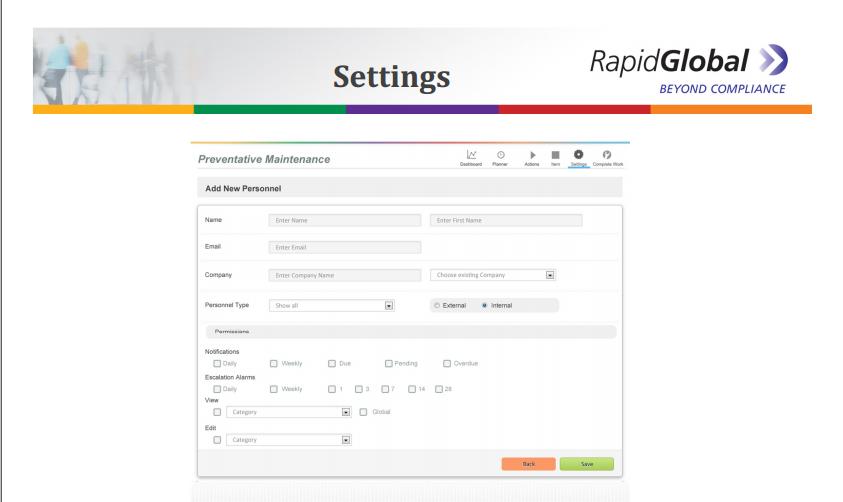 Settings
RapidGlobal
BEYOND COMPLIANCE
Preventative Maintenance
Dashboard Planner Actions Item Settings Complete Work
Add New Personnel
Name Enter Name Enter First Name
Email Enter Email
Company Enter Company Name Choose existing Company
Personnel Type Show all External Internal
Permissions
Notifications
Daily Weekly Due Pending Overdue
Escalation Alarms
Daily Weekly 1 3 7 14 28
View
Category Global
Edit
Category
Back Save